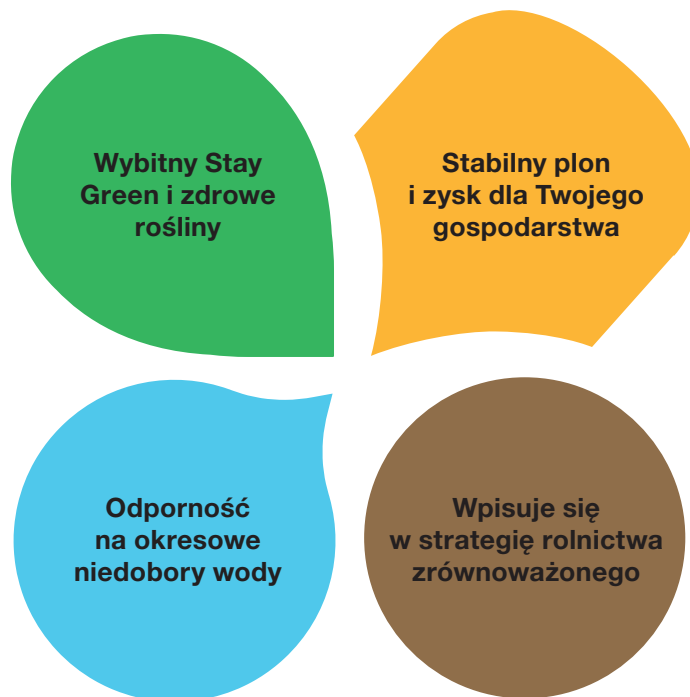 Wybitny Stay
Green i zdrowe
rośliny
Stabilny plon
i zysk dla Twojego
gospodarstwa
Odporność
na okresowe
niedobory wody
Wpisuje się
w strategię rolnictwa
zrównoważonego